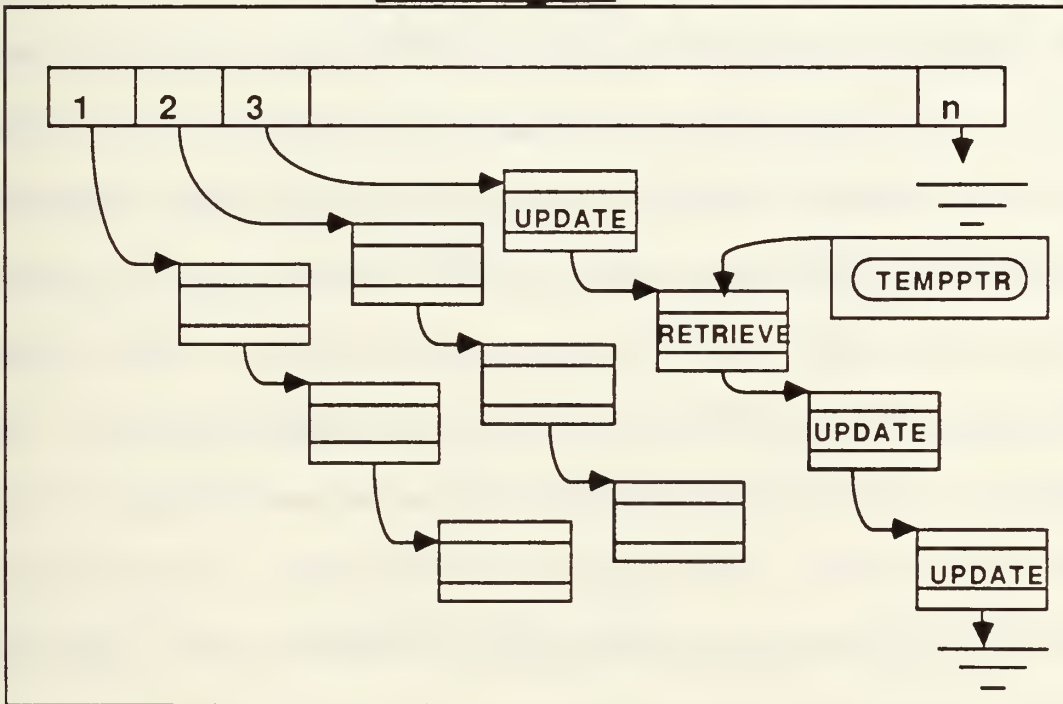 1 2 3 n
UPDATE
TEMPPTR
RETRIEVE
UPDATE
UPDATE